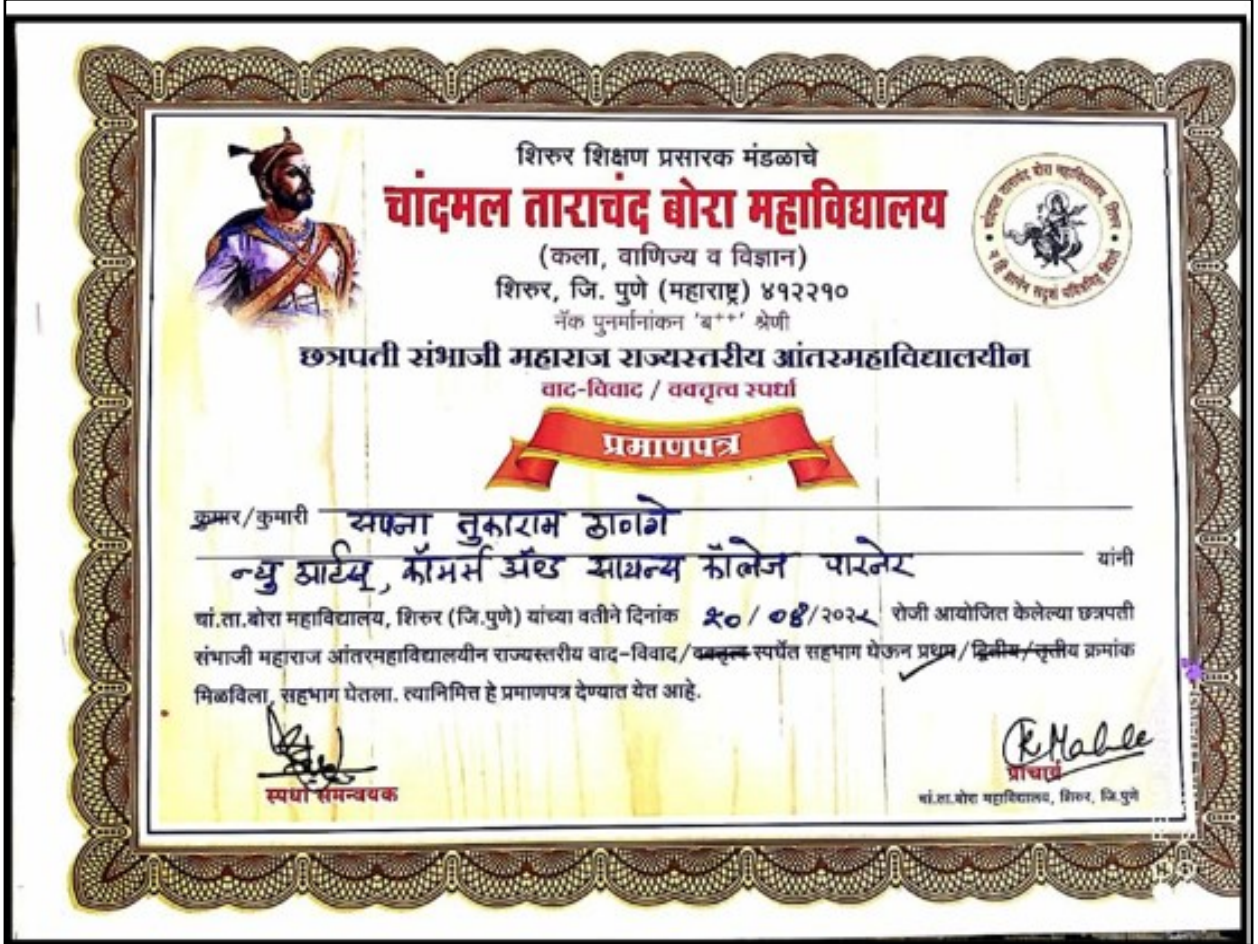 शिरुर शिक्षण प्रसारक मंडळाचे
चांदमल ताराचंद बोरा महाविद्यालय
(कला, वाणिज्य व विज्ञान)
शिरुर, जि. पुणे (महाराष्ट्र) ४१२२१०
नॅक पुनर्मानांकन 'ब++' श्रेणी
छत्रपती संभाजी महाराज राज्यस्तरीय आंतरमहाविद्यालयीन
वाद-विवाद / वक्तृत्व स्पर्धा
प्रमाणपत्र
कुमार/कुमारी सपना तुकाराम ठाणगे
न्यु आर्टस्, कॉमर्स अँण्ड सायन्स कॉलेज पारनेर यांनी
चां.ता.बोरा महाविद्यालय, शिरुर (जि.पुणे) यांच्या वतीने दिनांक रोजी आयोजित केलेल्या छत्रपती
संभाजी महाराज आंतरमहाविद्यालयीन राज्यस्तरीय वाद-विवाद/वक्तृत्व स्पर्धेत सहभाग घेऊन प्रथम/द्वितीय/तृतीय क्रमांक
मिळविला, सहभाग घेतला. त्यानिमित्त हे प्रमाणपत्र देण्यात येत आहे.
स्पर्धा समन्वयक
प्राचार्य
चां.ता.बोरा महाविद्यालय, शिरुर, जि.पुणे